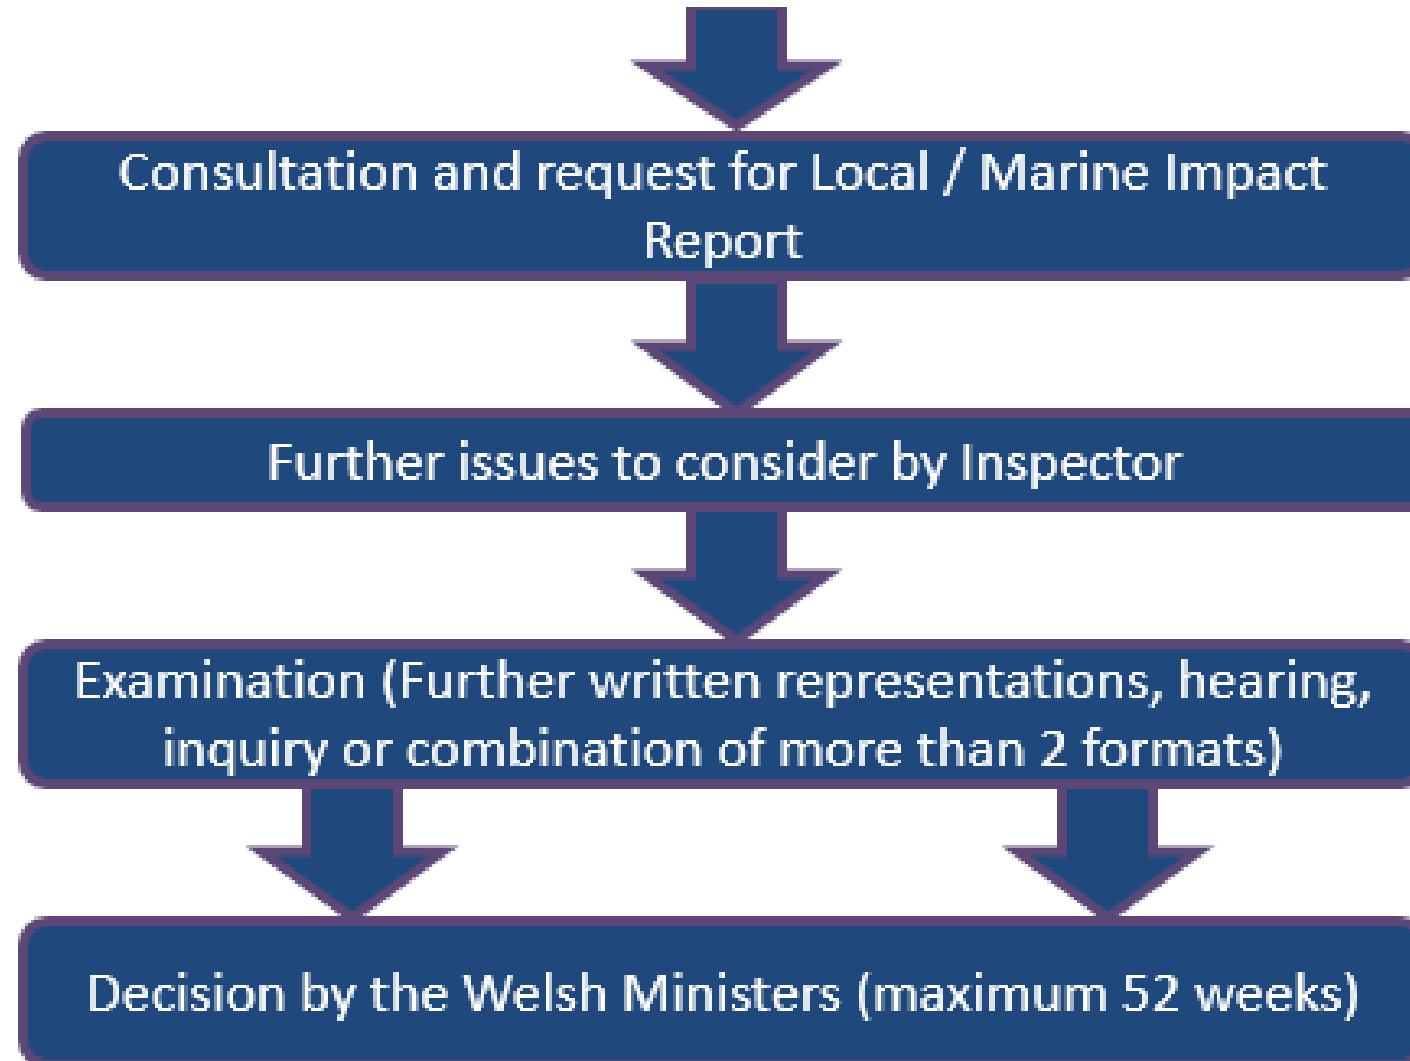 Consultation and request for Local / Marine Impact
Report
Further issues to consider by Inspector
Examination (Further written representations, hearing,
inquiry or combination of more than 2 formats)
Decision by the Welsh Ministers (maximum 52 weeks)